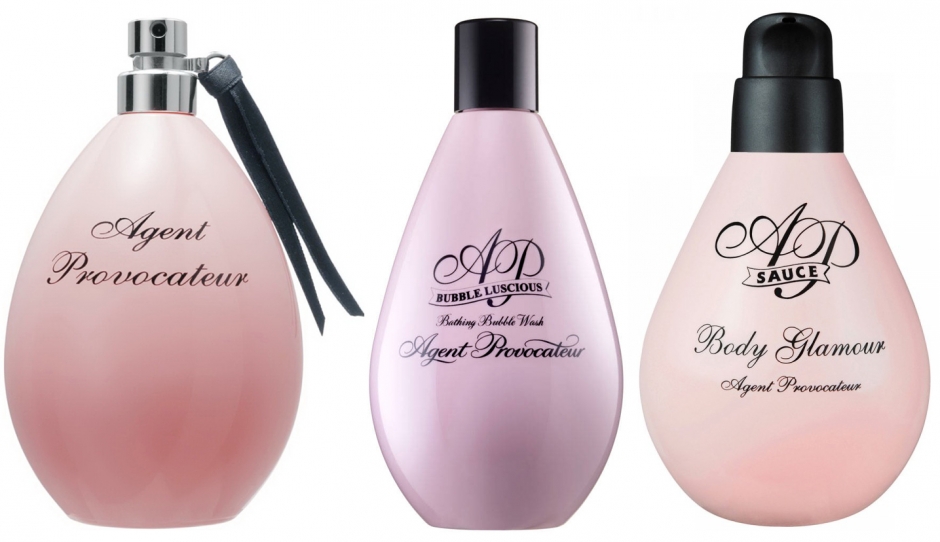 Agent
Provocateur
AP
BUBBLE LUSCIOUS!
Bathing Bubble Wash
Agent Provocateur
AP
SAUCE
Body Glamour
Agent Provocateur